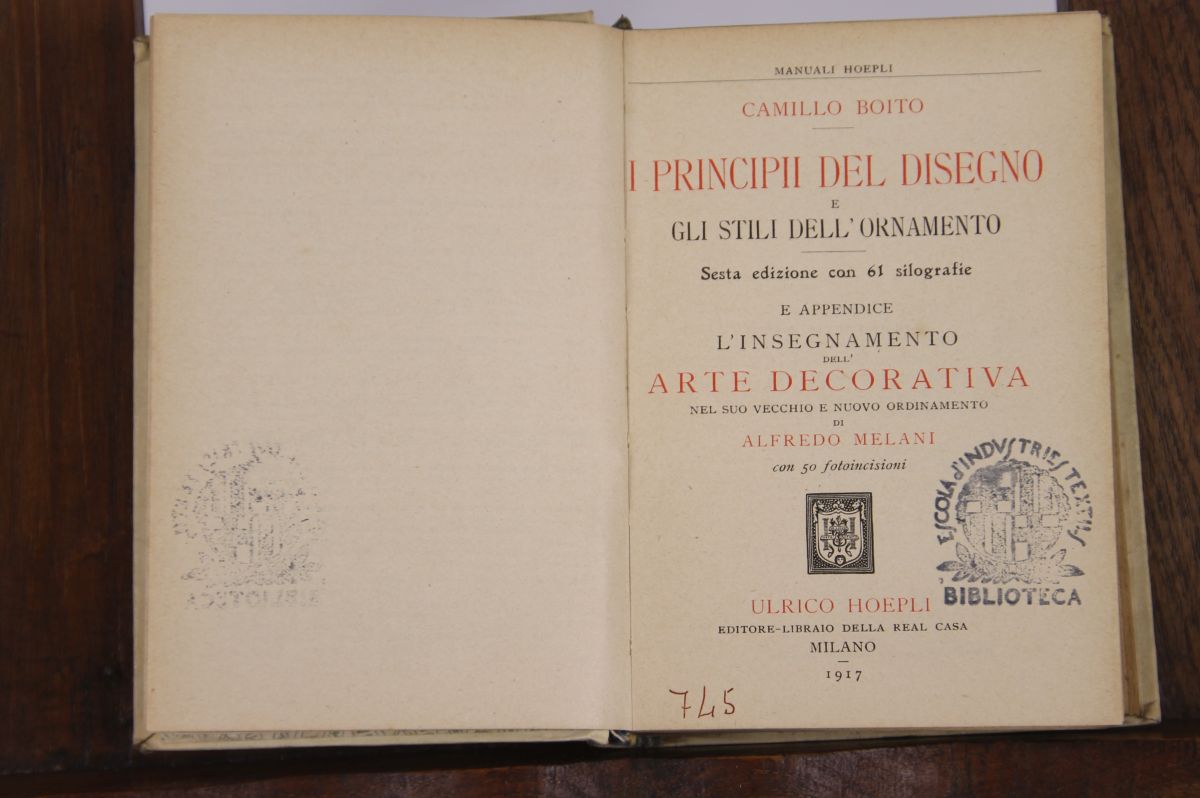 MANUALI HOEPLI
CAMILLO BOITO
I PRINCIPII DEL DISEGNO
E
GLI STILI DELL'ORNAMENTO
Sesta edizione con 61 silografie
E APPENDICE
L'INSEGNAMENTO
DELL'
ARTE DECORATIVA
NEL SUO VECCHIO E NUOVO ORDINAMENTO
DI
ALFREDO MELANI
con 50 fotoincisioni
ESCOLA d'INDVSTRIES TEXTILS
BIBLIOTECA
ULRICO HOEPLI
EDITORE-LIBRAIO DELLA REAL CASA
MILANO
1917
745